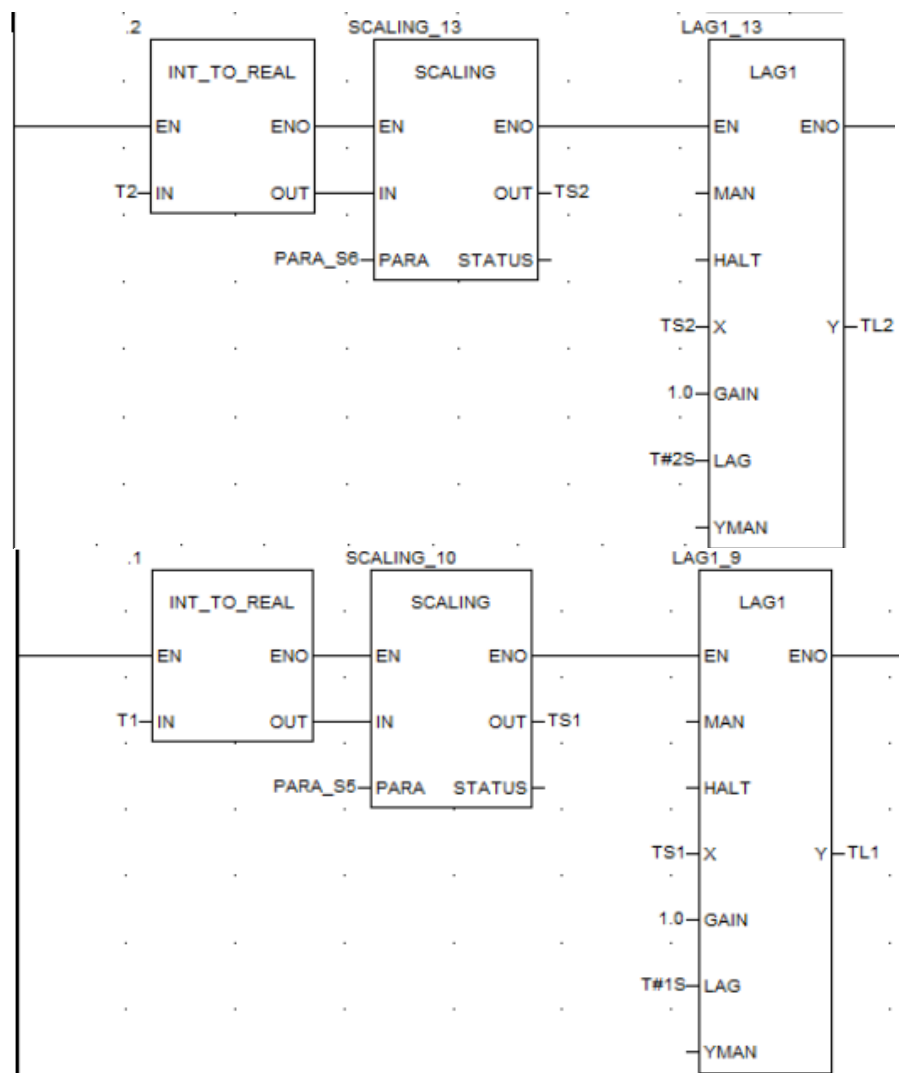 .2 SCALING_13 LAG1_13
INT_TO_REAL SCALING LAG1
EN ENO EN ENO EN ENO
T2 IN OUT IN OUT TS2 MAN
PARA_S6 PARA STATUS HALT
TS2 X Y TL2
1.0 GAIN
T#2S LAG
YMAN
.1 SCALING_10 LAG1_9
INT_TO_REAL SCALING LAG1
EN ENO EN ENO EN ENO
T1 IN OUT IN OUT TS1 MAN
PARA_S5 PARA STATUS HALT
TS1 X Y TL1
1.0 GAIN
T#1S LAG
YMAN